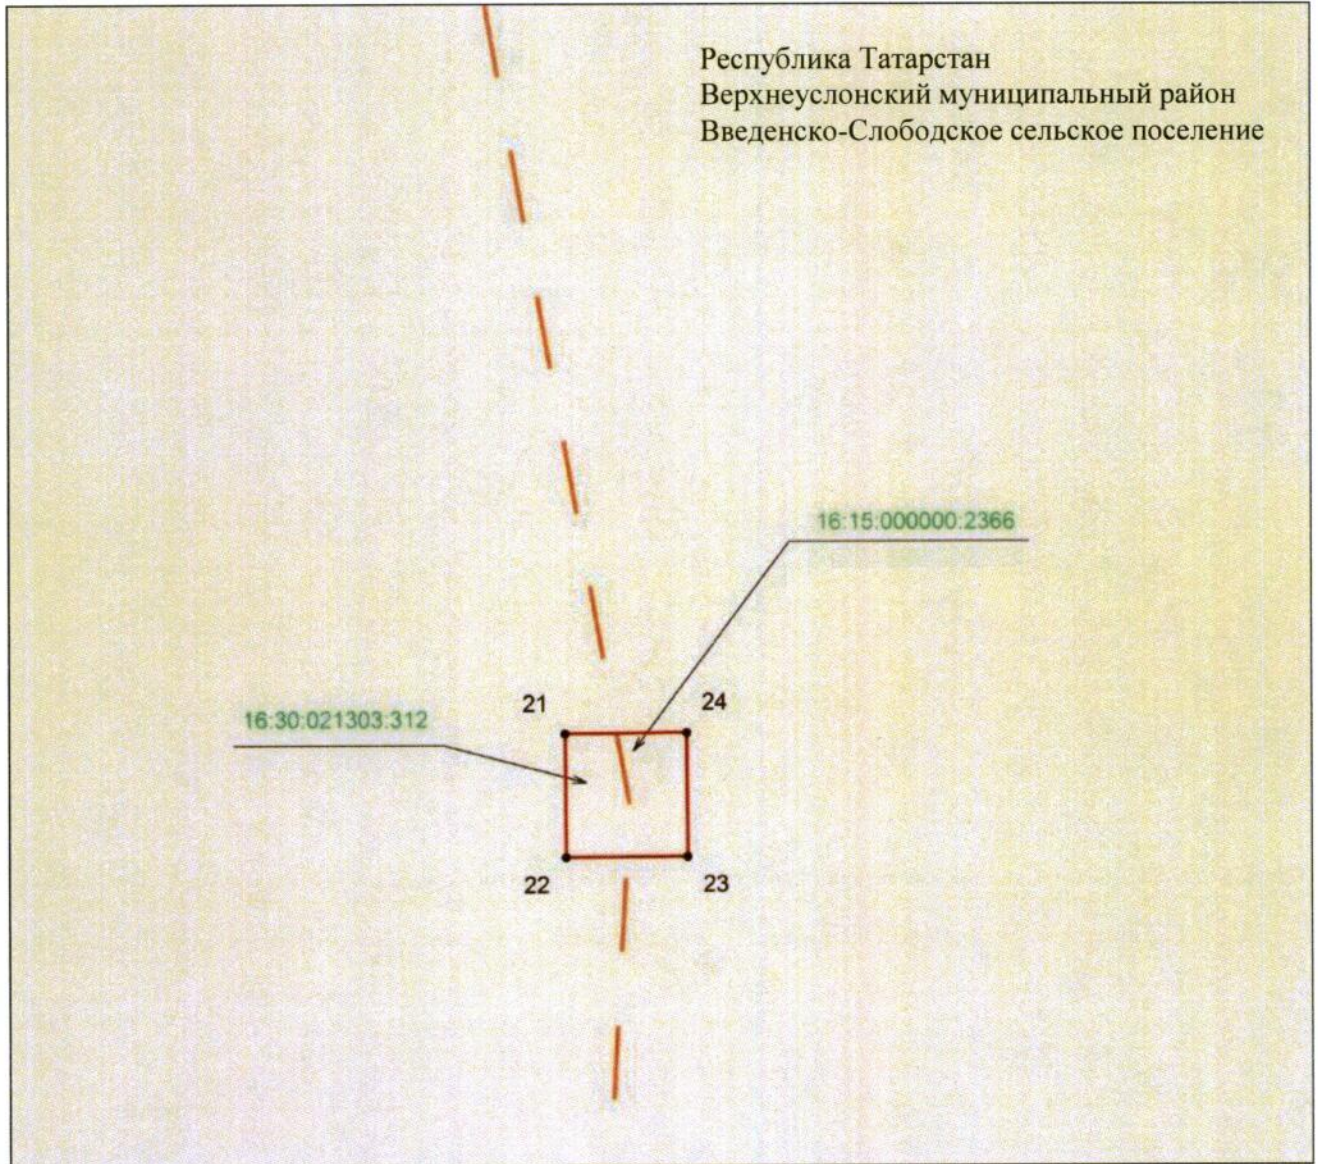 Республика Татарстан
Верхнеуслонский муниципальный район
Введенско-Слободское сельское поселение
16:15:000000:2366
21
24
16:30:021303:312
22
23